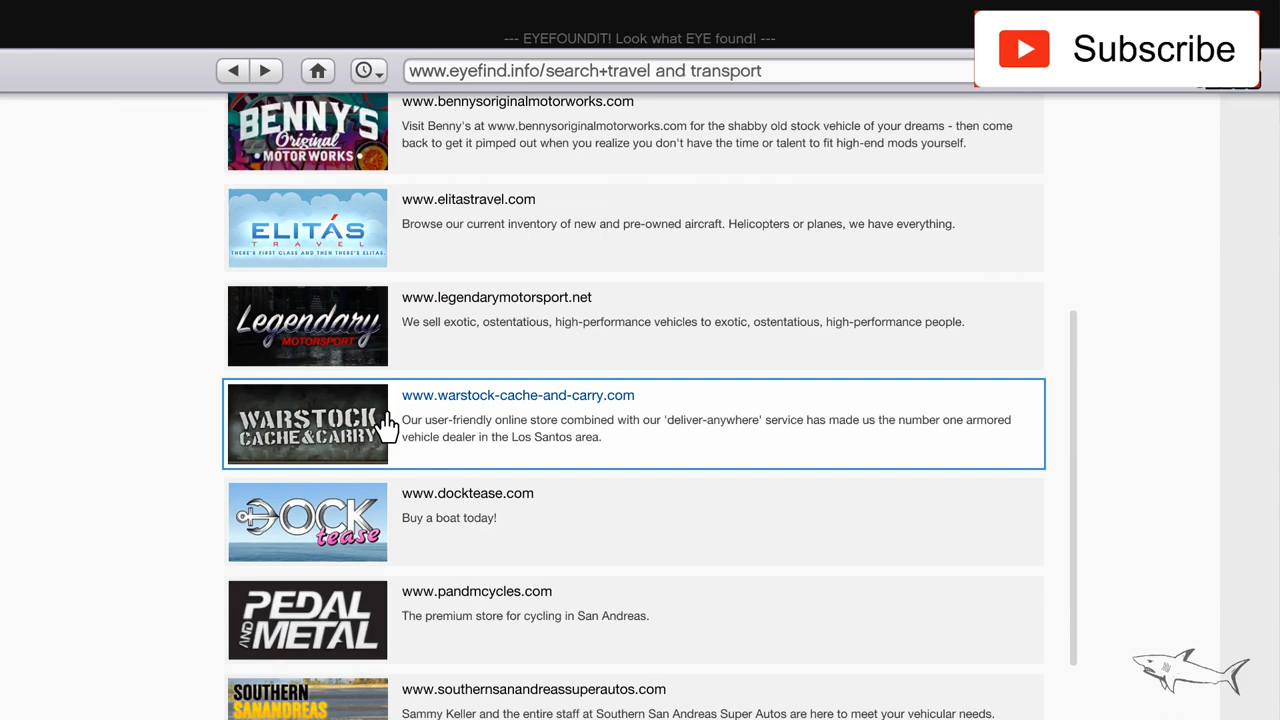 --- EYEFOUNDIT! Look what EYE found! ---
Subscribe
www.eyefind.info/search+travel and transport
BENNY'S
Original
• MOTOR WORKS •
www.bennysoriginalmotorworks.com
Visit Benny's at www.bennysoriginalmotorworks.com for the shabby old stock vehicle of your dreams - then come
back to get it pimped out when you realize you don't have the time or talent to fit high-end mods yourself.
ELITÁS
TRAVEL
THERE'S FIRST CLASS AND THEN THERE'S ELITAS.
www.elitastravel.com
Browse our current inventory of new and pre-owned aircraft. Helicopters or planes, we have everything.
Legendary
MOTORSPORT
www.legendarymotorsport.net
We sell exotic, ostentatious, high-performance vehicles to exotic, ostentatious, high-performance people.
WARSTOCK
CACHE&CARRY
www.warstock-cache-and-carry.com
Our user-friendly online store combined with our 'deliver-anywhere' service has made us the number one armored
vehicle dealer in the Los Santos area.
DOCK
tease
www.docktease.com
Buy a boat today!
PEDAL
AND METAL
www.pandmcycles.com
The premium store for cycling in San Andreas.
SOUTHERN
SANANDREAS
www.southernsanandreassuperautos.com
Sammy Keller and the entire staff at Southern San Andreas Super Autos are here to meet your vehicular needs.